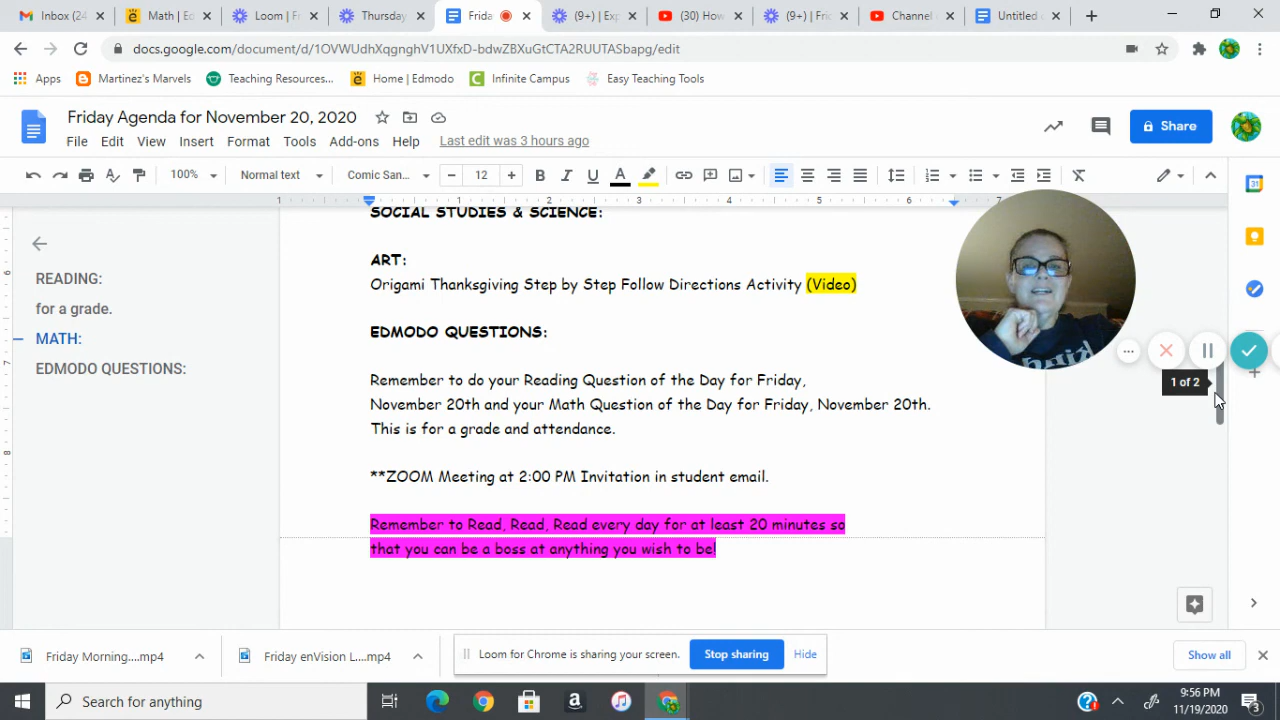 Inbox (24
Math |
Loom | F
Thursday
Frida
(9+) | Exp
(30) How
(9+) | Fr
Channel
Untitled
docs.google.com/document/d/1OVWUdhXqgnghV1UXfxD-bdwZBXuGtCTA2RUUTASbapg/edit
Apps
Martinez's Marvels
Teaching Resources...
Home | Edmodo
Infinite Campus
Easy Teaching Tools
Friday Agenda for November 20, 2020
Share
File Edit View Insert Format Tools Add-ons Help
Last edit was 3 hours ago
100%
Normal text
Comic San...
12
1 1 2 3 4 5 6 7
SOCIAL STUDIES & SCIENCE:
READING:
for a grade.
MATH:
EDMODO QUESTIONS:
ART:
Origami Thanksgiving Step by Step Follow Directions Activity (Video)
EDMODO QUESTIONS:
Remember to do your Reading Question of the Day for Friday,
November 20th and your Math Question of the Day for Friday, November 20th.
This is for a grade and attendance.
**ZOOM Meeting at 2:00 PM Invitation in student email.
Remember to Read, Read, Read every day for at least 20 minutes so
that you can be a boss at anything you wish to be!
1 of 2
Friday Morning....mp4
Friday enVision L....mp4
Loom for Chrome is sharing your screen.
Stop sharing
Hide
Show all
Search for anything
9:56 PM
11/19/2020
3